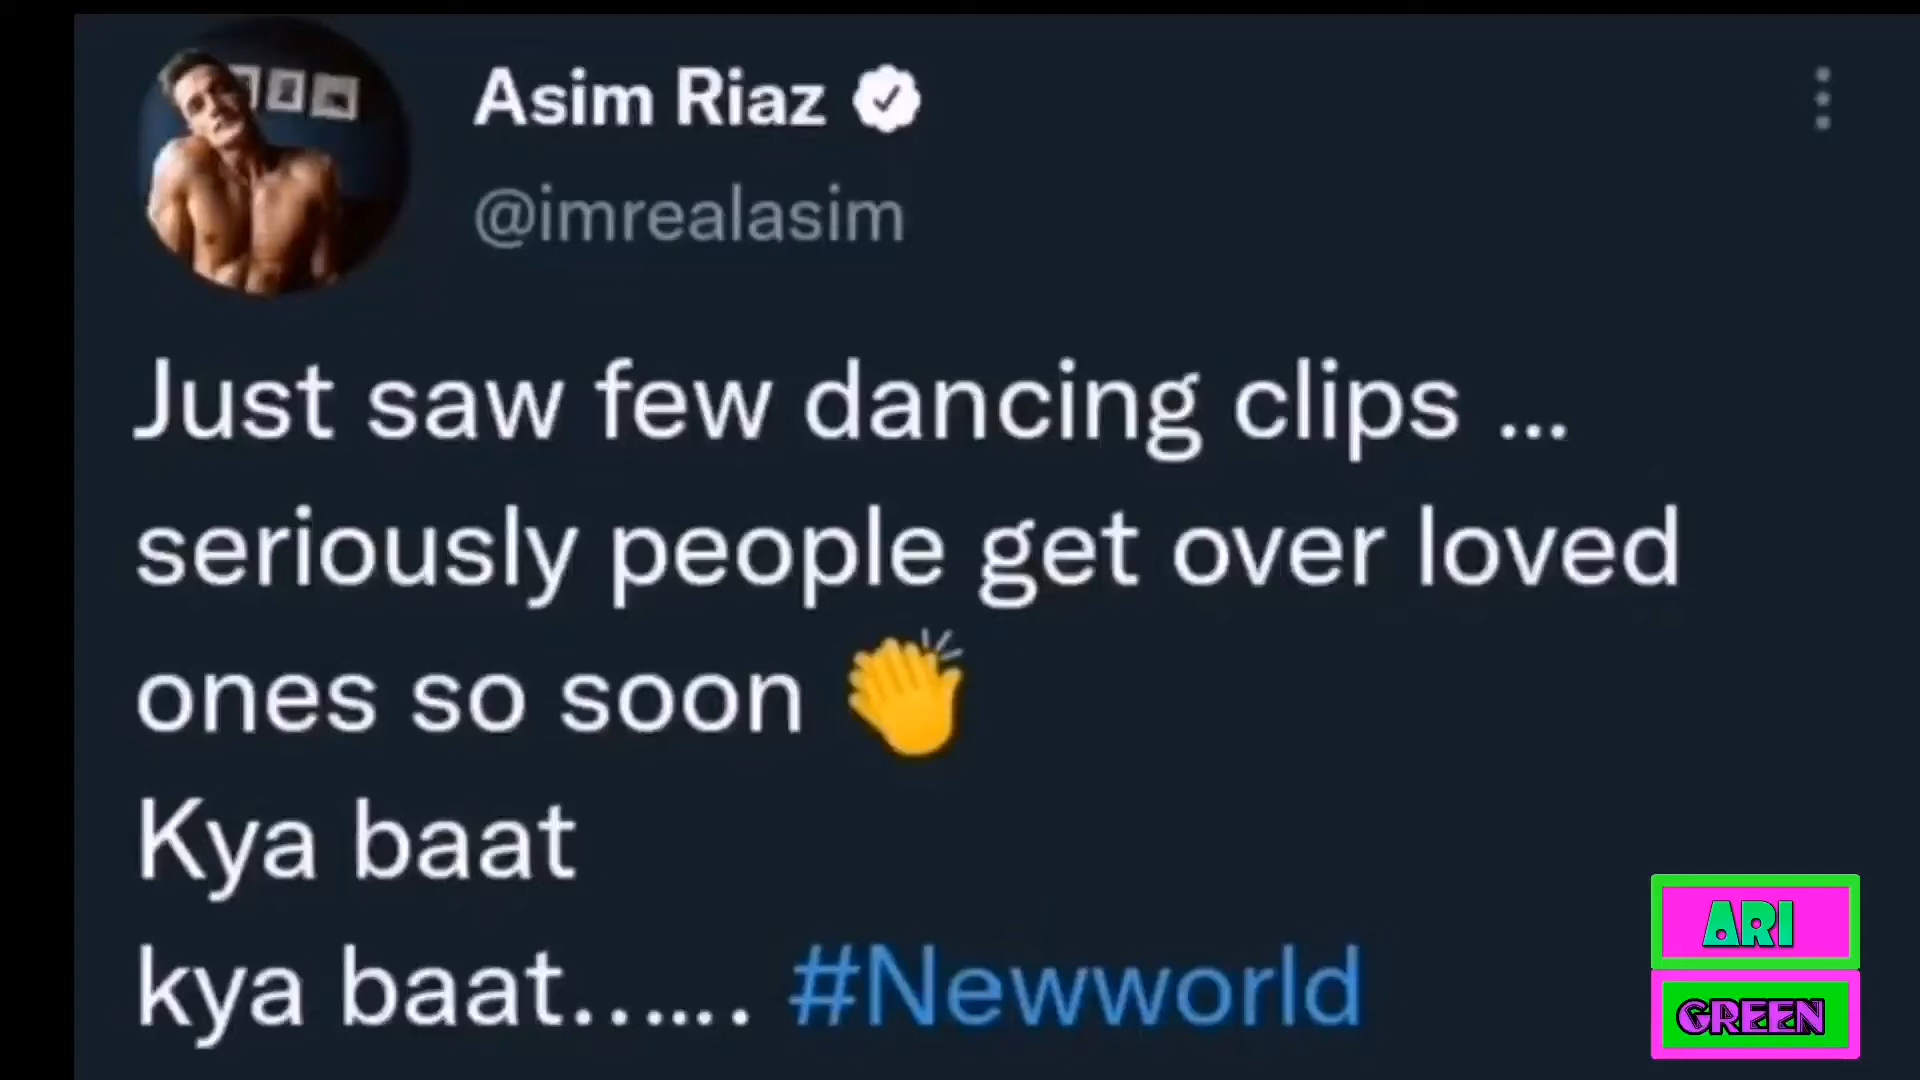 Asim Riaz
@imrealasim
Just saw few dancing clips ...
seriously people get over loved
ones so soon 👏
Kya baat
kya baat...... #Newworld
ARI
GREEN